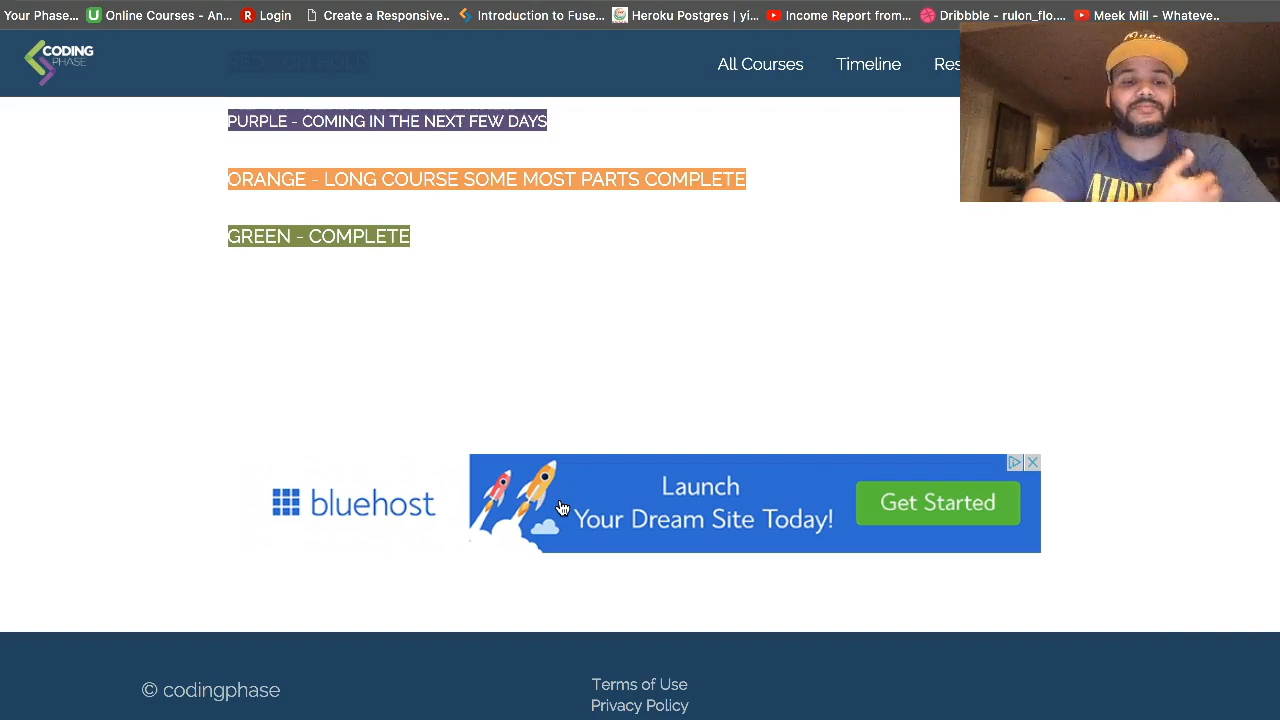 Your Phase...
Online Courses - An...
Login
Create a Responsive..
Introduction to Fuse...
Heroku Postgres | yi...
Income Report from...
Dribbble - rulon_flo....
Meek Mill - Whateve..
CODING
PHASE
RED - ON HOLD
All Courses
Timeline
Res
PURPLE - COMING IN THE NEXT FEW DAYS
ORANGE - LONG COURSE SOME MOST PARTS COMPLETE
GREEN - COMPLETE
bluehost
Launch
Your Dream Site Today!
Get Started
© codingphase
Terms of Use
Privacy Policy